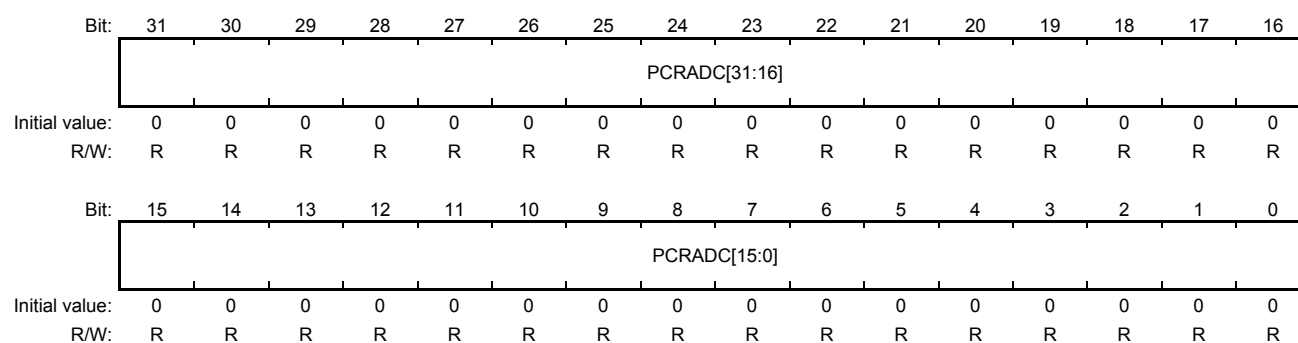 Bit: 31 30 29 28 27 26 25 24 23 22 21 20 19 18 17 16
PCRADC[31:16]
Initial value: 0 0 0 0 0 0 0 0 0 0 0 0 0 0 0 0
R/W: R R R R R R R R R R R R R R R R
Bit: 15 14 13 12 11 10 9 8 7 6 5 4 3 2 1 0
PCRADC[15:0]
Initial value: 0 0 0 0 0 0 0 0 0 0 0 0 0 0 0 0
R/W: R R R R R R R R R R R R R R R R